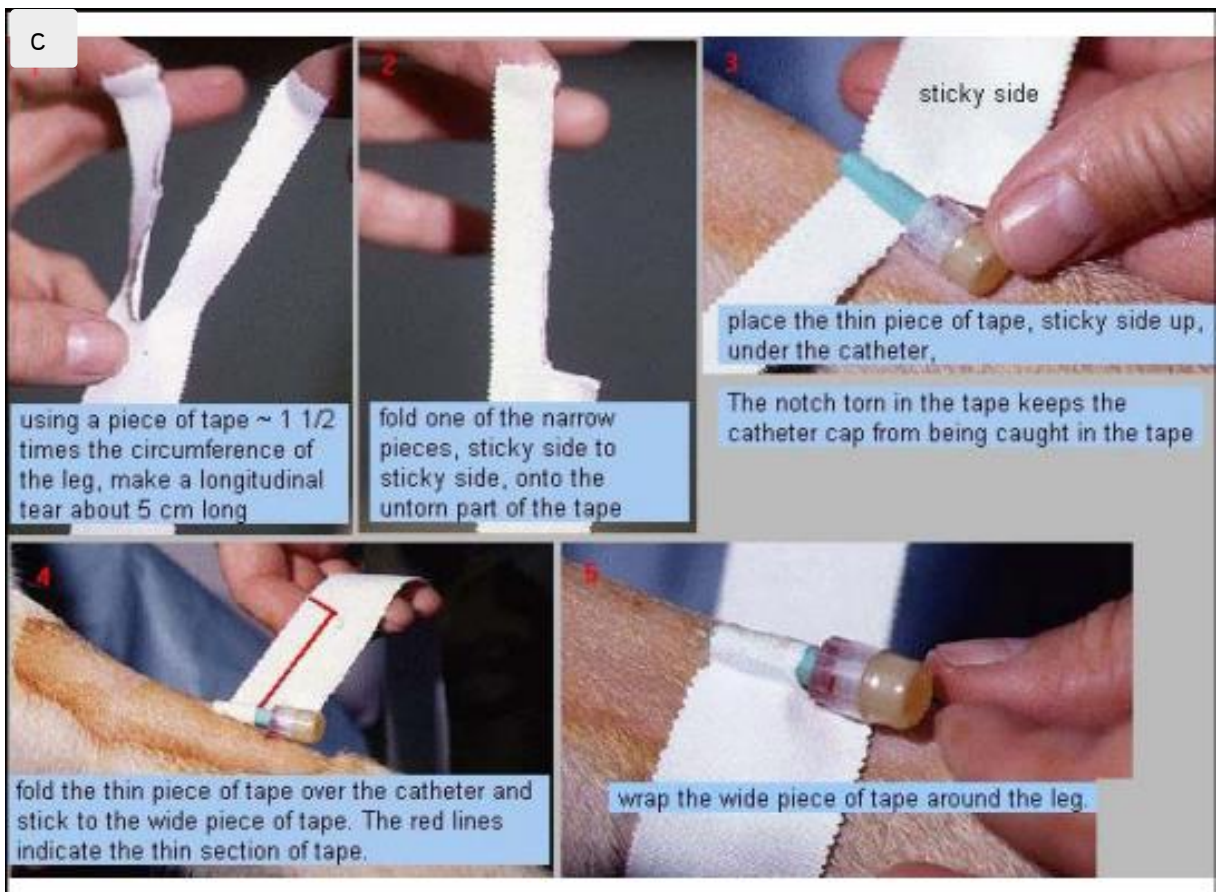 C
1
2
3
sticky side
place the thin piece of tape, sticky side up,
under the catheter,
using a piece of tape ~ 1 1/2
times the circumference of
the leg, make a longitudinal
tear about 5 cm long
fold one of the narrow
pieces, sticky side to
sticky side, onto the
untorn part of the tape
The notch torn in the tape keeps the
catheter cap from being caught in the tape
4
5
fold the thin piece of tape over the catheter and
stick to the wide piece of tape. The red lines
indicate the thin section of tape.
wrap the wide piece of tape around the leg.